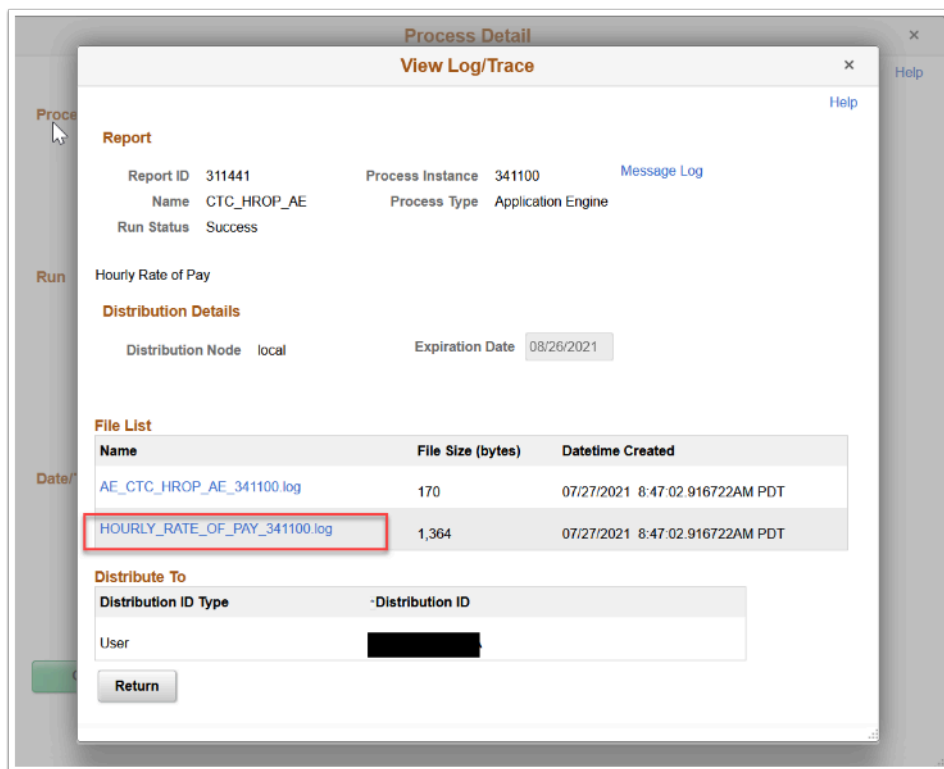 Process Detail ×
View Log/Trace ×
Help
Help
Proce
Report
Report ID 311441 Process Instance 341100 Message Log
Name CTC_HROP_AE Process Type Application Engine
Run Status Success
Run
Hourly Rate of Pay
Distribution Details
Distribution Node local Expiration Date 08/26/2021
File List
Name File Size (bytes) Datetime Created
Date/
AE_CTC_HROP_AE_341100.log 170 07/27/2021 8:47:02.916722AM PDT
HOURLY_RATE_OF_PAY_341100.log 1,364 07/27/2021 8:47:02.916722AM PDT
Distribute To
Distribution ID Type *Distribution ID
User
Return